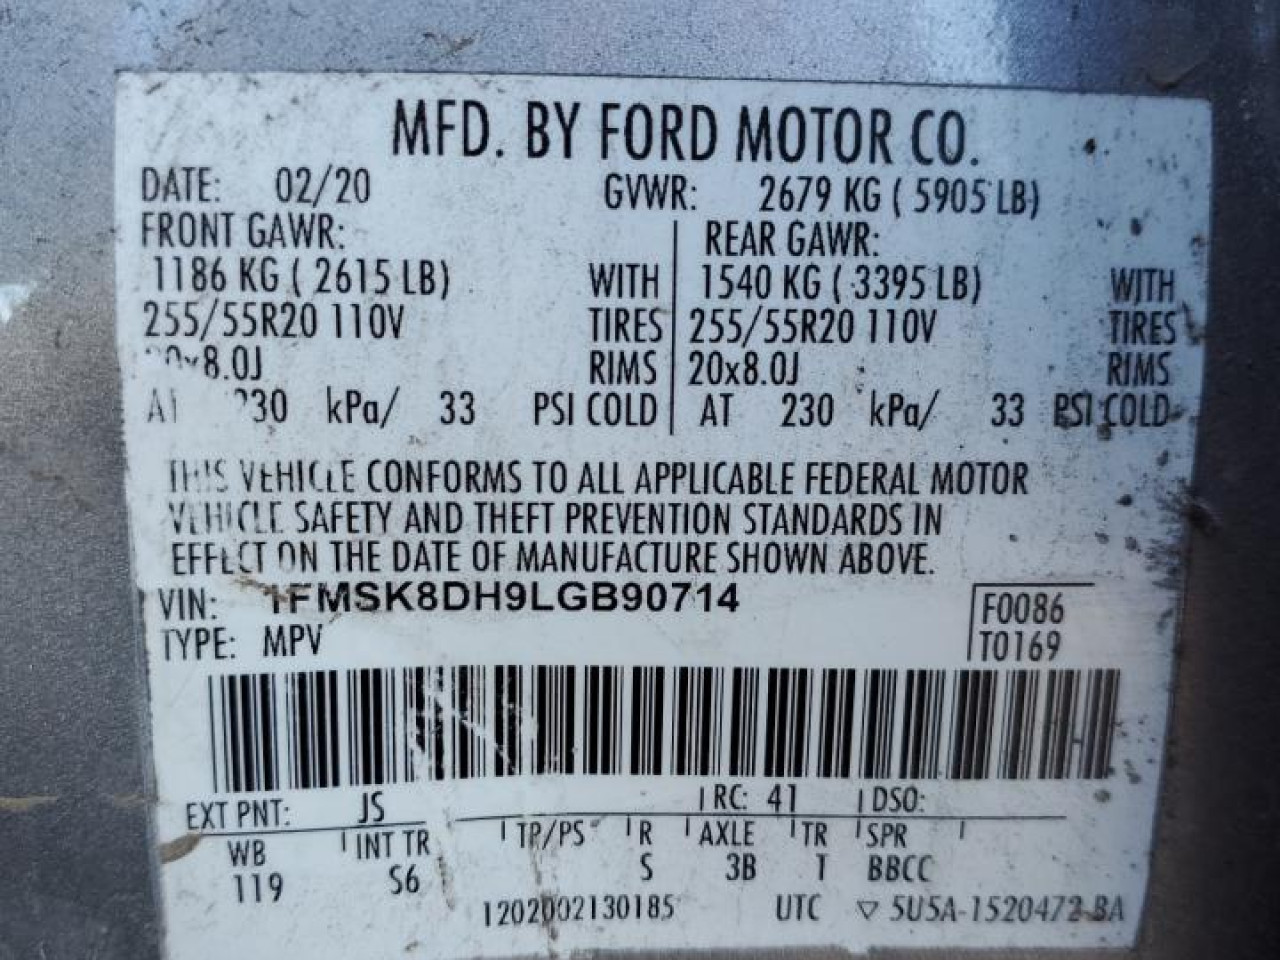 MFD. BY FORD MOTOR CO.
DATE: 02/20 GVWR: 2679 KG ( 5905 LB)
FRONT GAWR: REAR GAWR:
1186 KG ( 2615 LB) WITH 1540 KG ( 3395 LB) WITH
255/55R20 110V TIRES 255/55R20 110V TIRES
20x8.0J RIMS 20x8.0J RIMS
AT 230 kPa/ 33 PSI COLD AT 230 kPa/ 33 PSI COLD
THIS VEHICLE CONFORMS TO ALL APPLICABLE FEDERAL MOTOR
VEHICLE SAFETY AND THEFT PREVENTION STANDARDS IN
EFFECT ON THE DATE OF MANUFACTURE SHOWN ABOVE.
VIN: 1FMSK8DH9LGB90714 F0086
TYPE: MPV T0169
EXT PNT: JS RC: 41 DSO:
WB INT TR TP/PS R AXLE TR SPR
119 S6 S 3B T BBCC
1202002130185 UTC ▽ 5U5A-1520472-BA